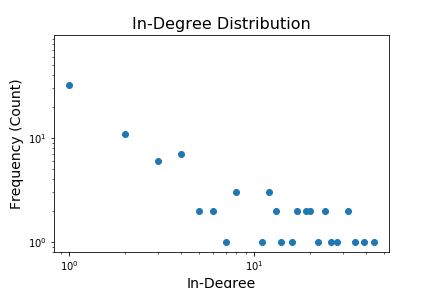 In-Degree Distribution
Frequency (Count)
10¹
10⁰
10⁰
10¹
In-Degree